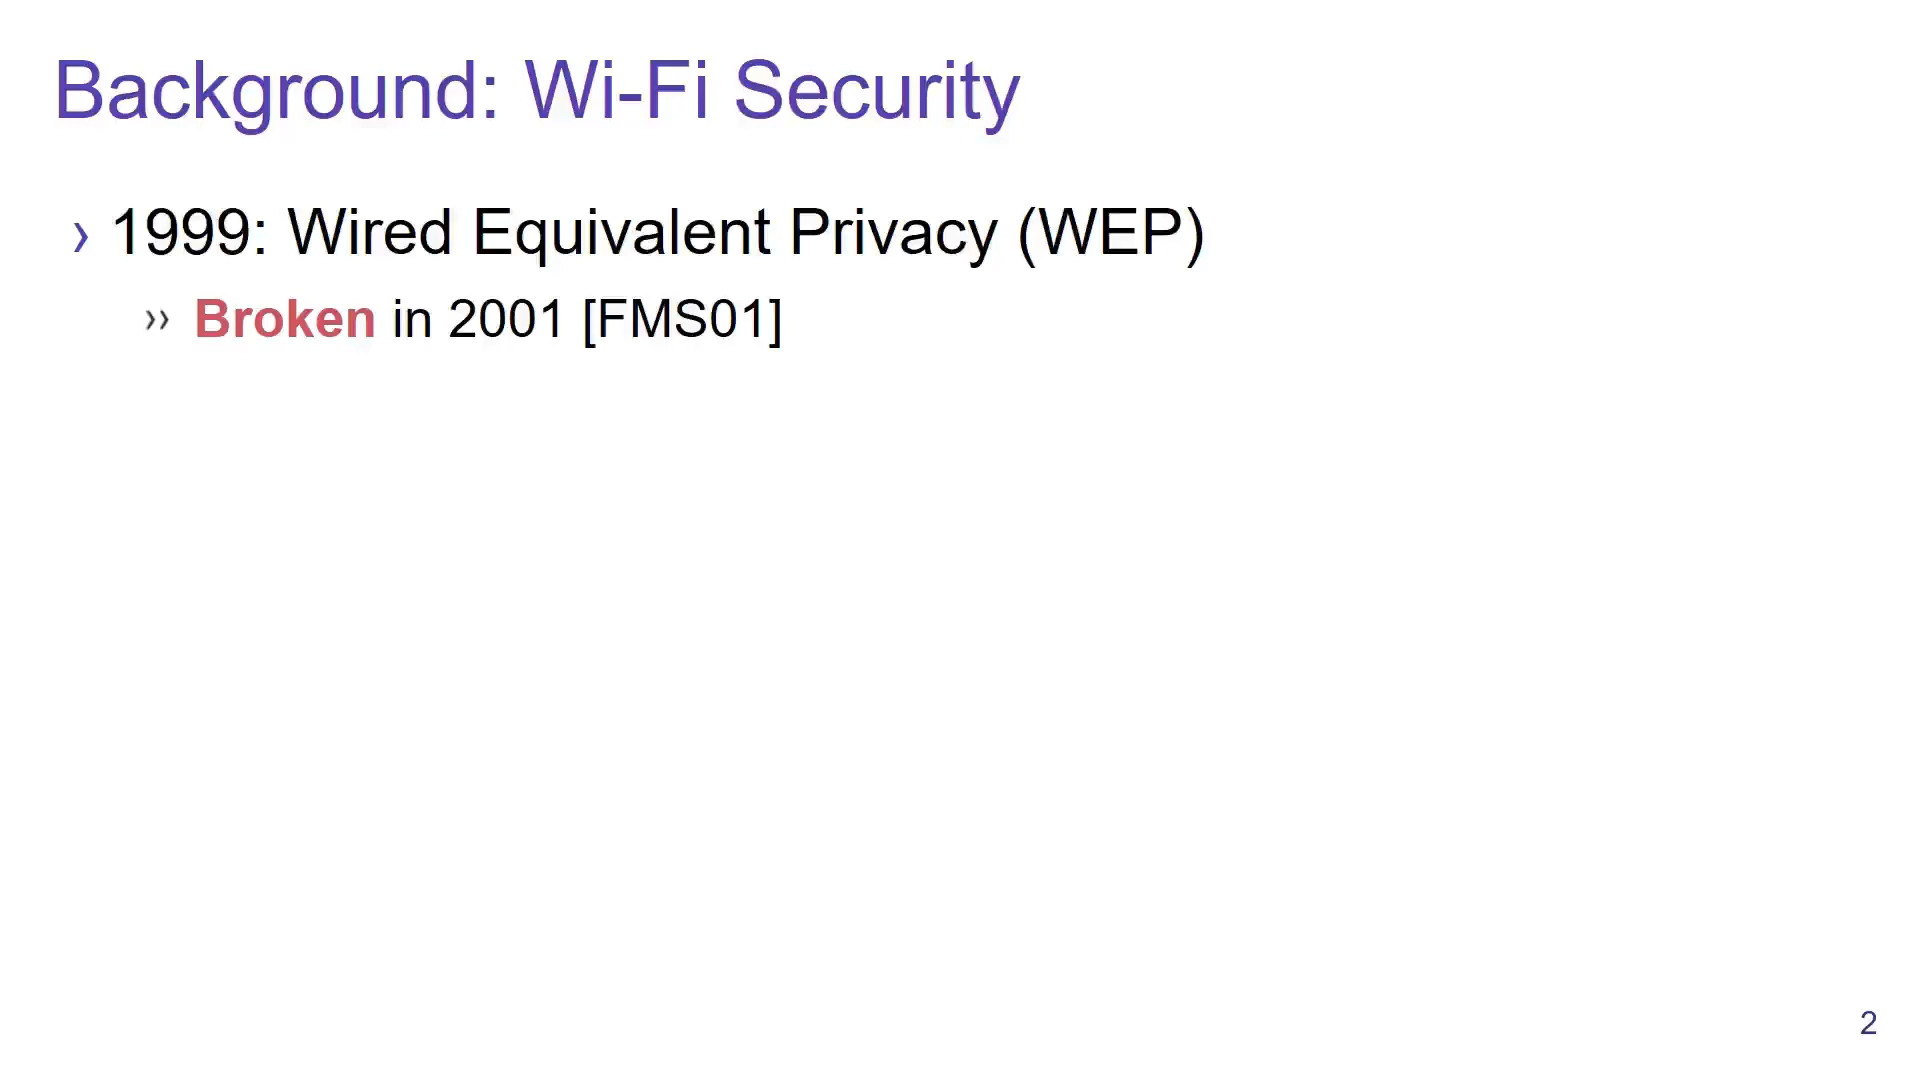 Background: Wi-Fi Security
› 1999: Wired Equivalent Privacy (WEP)
›› Broken in 2001 [FMS01]
2